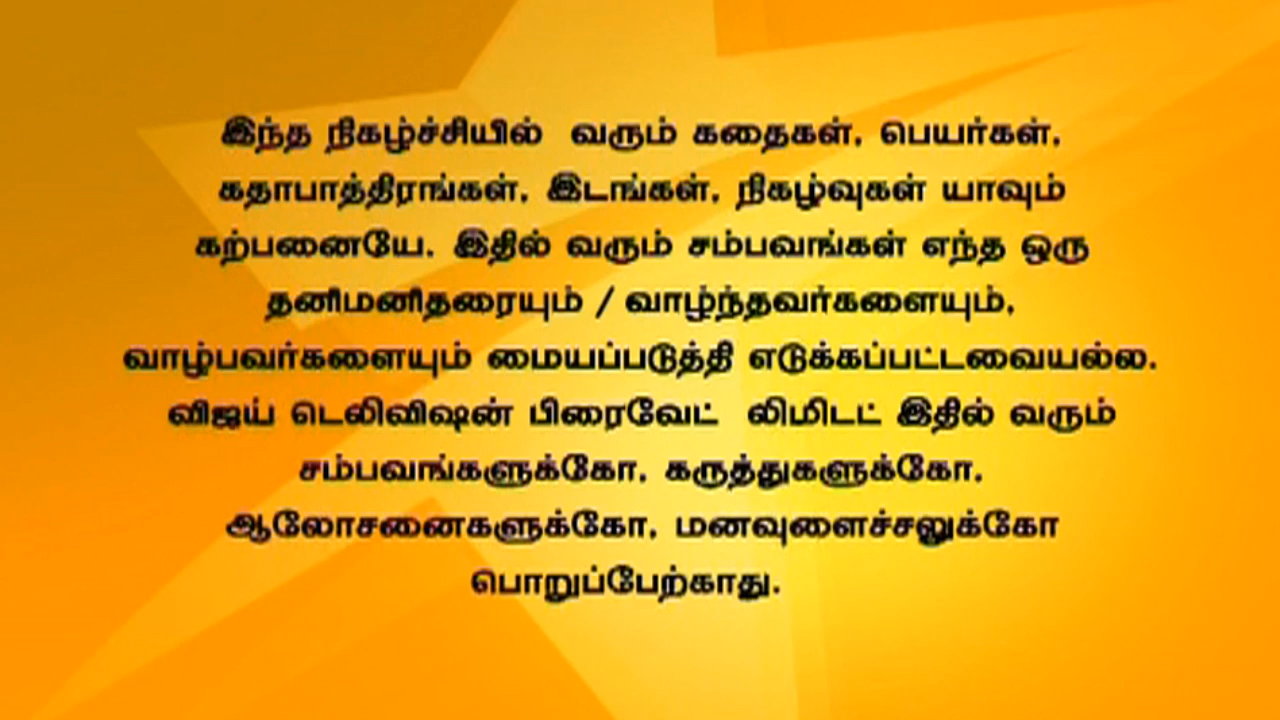 இந்த நிகழ்ச்சியில் வரும் கதைகள், பெயர்கள்,
கதாபாத்திரங்கள், இடங்கள், நிகழ்வுகள் யாவும்
கற்பனையே. இதில் வரும் சம்பவங்கள் எந்த ஒரு
தனிமனிதரையும் / வாழ்ந்தவர்களையும்,
வாழ்பவர்களையும் மையப்படுத்தி எடுக்கப்பட்டவையல்ல.
விஜய் டெலிவிஷன் பிரைவேட் லிமிடட் இதில் வரும்
சம்பவங்களுக்கோ, கருத்துகளுக்கோ,
ஆலோசனைகளுக்கோ, மனவுளைச்சலுக்கோ
பொறுப்பேற்காது.